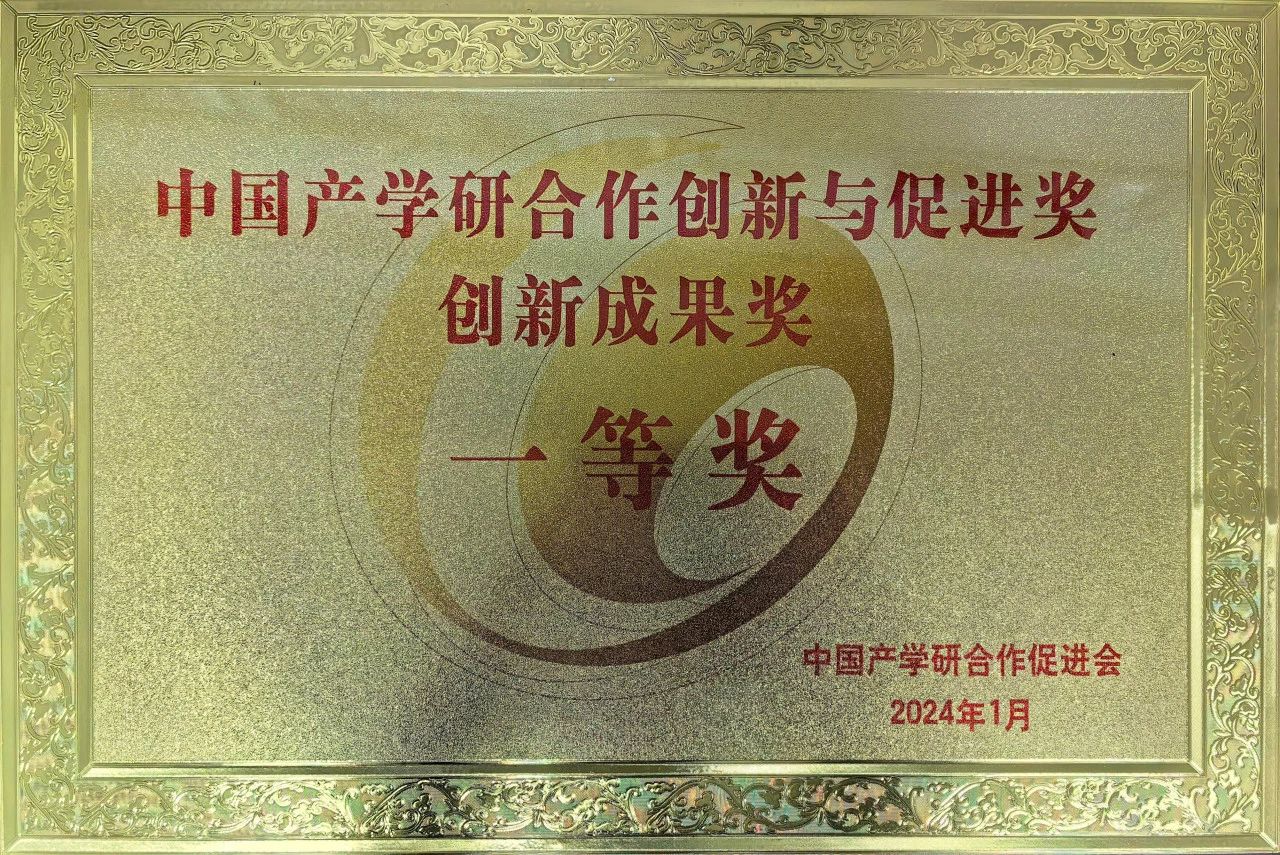 中国产学研合作创新与促进奖
创新成果奖
一等奖
中国产学研合作促进会
2024年1月